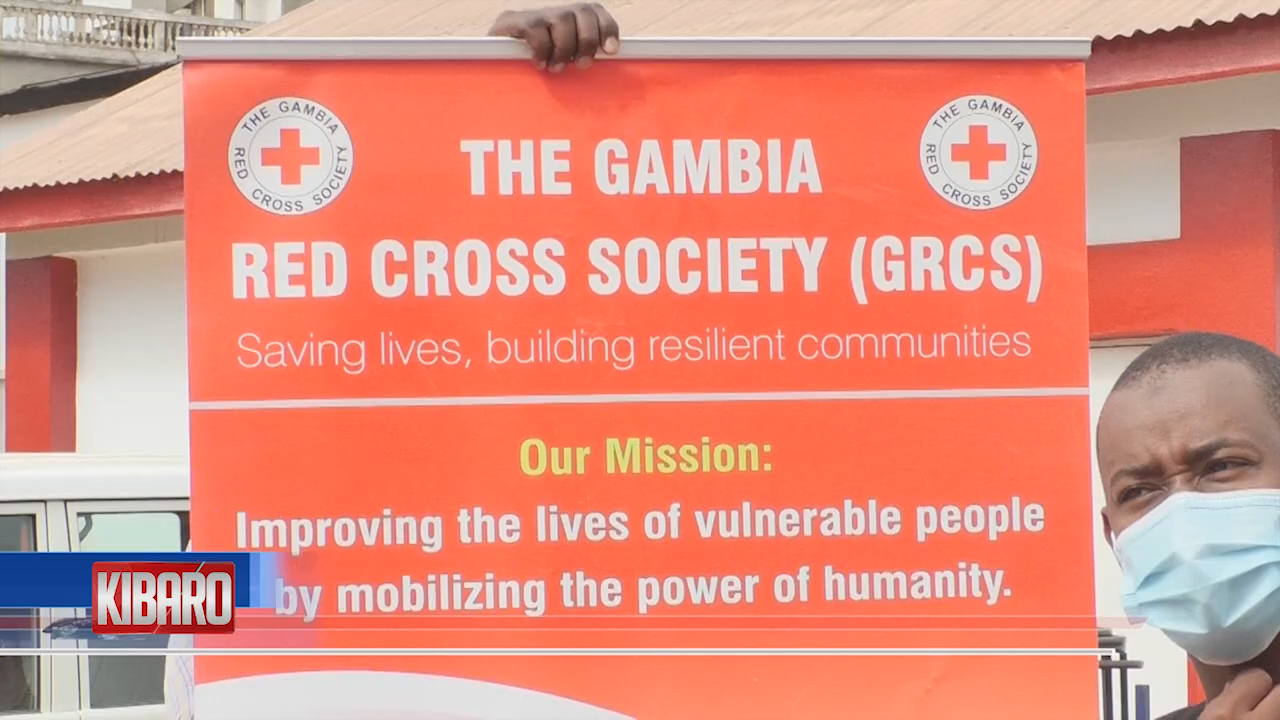 THE GAMBIA
RED CROSS SOCIETY
THE GAMBIA
RED CROSS SOCIETY
THE GAMBIA
RED CROSS SOCIETY (GRCS)
Saving lives, building resilient communities
Our Mission:
Improving the lives of vulnerable people
by mobilizing the power of humanity.
KIBAARO